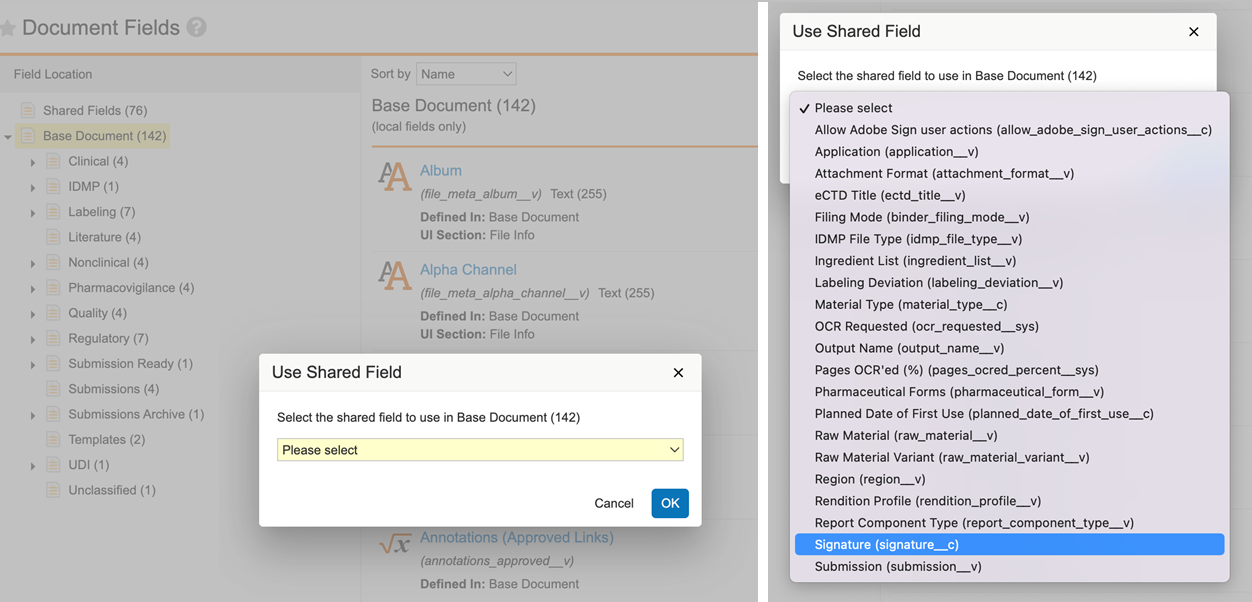 Document Fields ?
Field Location
Shared Fields (76)
Base Document (142)
Clinical (4)
IDMP (1)
Labeling (7)
Literature (4)
Nonclinical (4)
Pharmacovigilance (4)
Quality (4)
Regulatory (7)
Submission Ready (1)
Submissions (4)
Submissions Archive (1)
Templates (2)
UDI (1)
Unclassified (1)
Sort by Name
Base Document (142)
(local fields only)
AA Album
(file_meta_album__v) Text (255)
Defined In: Base Document
UI Section: File Info
AA Alpha Channel
(file_meta_alpha_channel__v) Text (255)
Defined In: Base Document
UI Section: File Info
Use Shared Field
Select the shared field to use in Base Document (142)
Please select
Cancel OK
√x Annotations (Approved Links)
(annotations_approved__v)
Defined In: Base Document
Use Shared Field
Select the shared field to use in Base Document (142)
Please select
Allow Adobe Sign user actions (allow_adobe_sign_user_actions__c)
Application (application__v)
Attachment Format (attachment_format__v)
eCTD Title (ectd_title__v)
Filing Mode (binder_filing_mode__v)
IDMP File Type (idmp_file_type__v)
Ingredient List (ingredient_list__v)
Labeling Deviation (labeling_deviation__v)
Material Type (material_type__c)
OCR Requested (ocr_requested__sys)
Output Name (output_name__v)
Pages OCR'ed (%) (pages_ocred_percent__sys)
Pharmaceutical Forms (pharmaceutical_form__v)
Planned Date of First Use (planned_date_of_first_use__c)
Raw Material (raw_material__v)
Raw Material Variant (raw_material_variant__v)
Region (region__v)
Rendition Profile (rendition_profile__v)
Report Component Type (report_component_type__v)
Signature (signature__c)
Submission (submission__v)